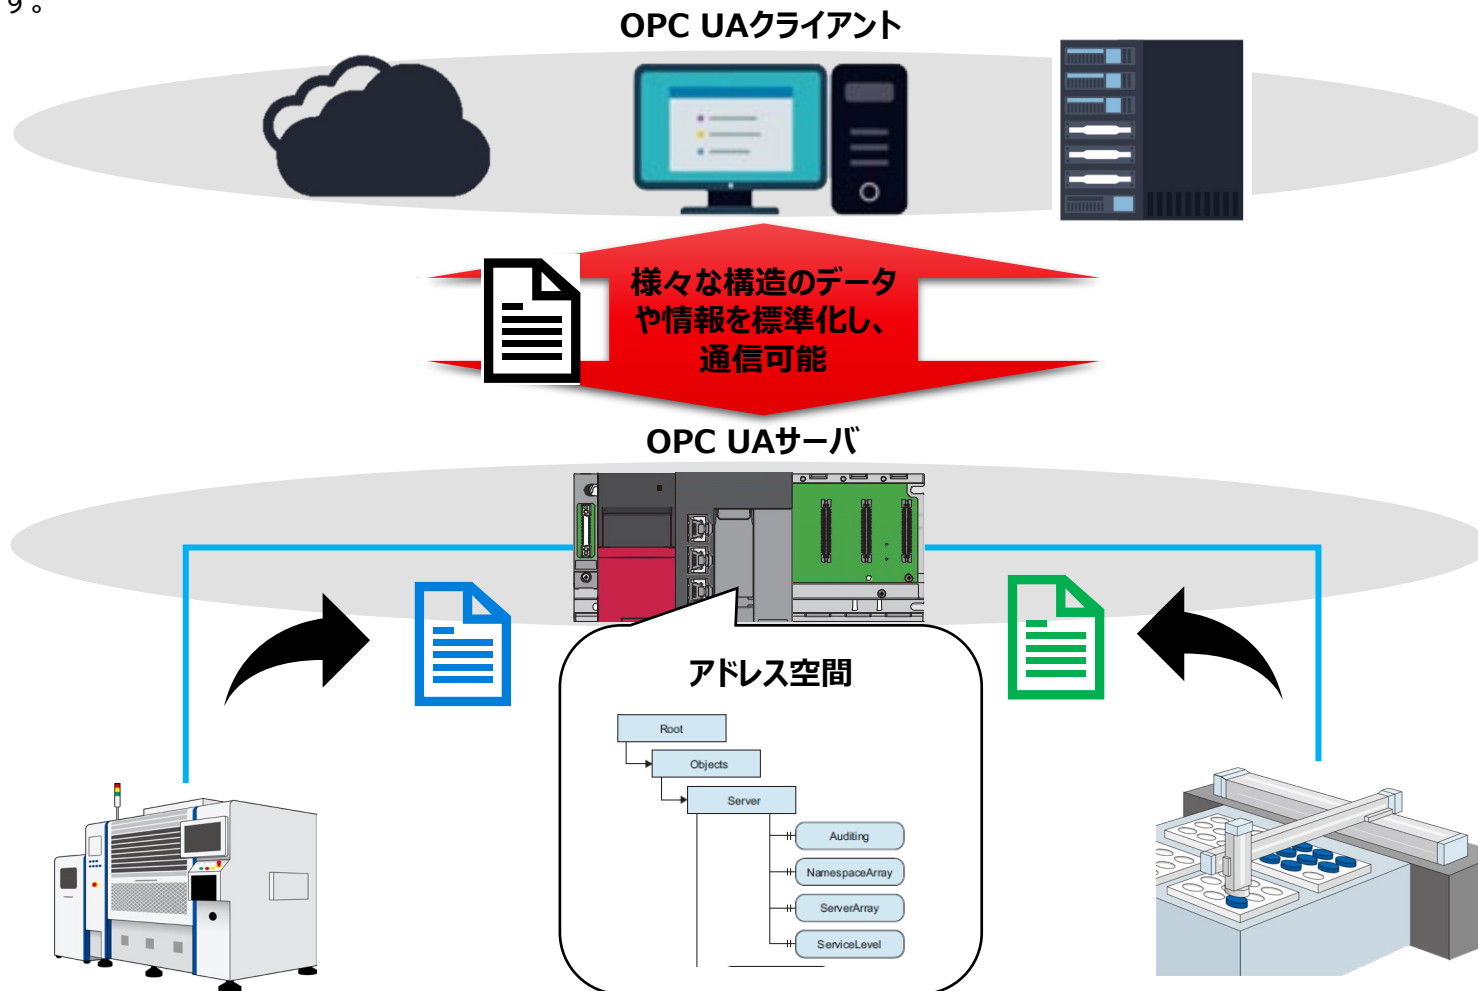 す。
OPC UAクライアント
様々な構造のデータ
や情報を標準化し、
通信可能
OPC UAサーバ
アドレス空間
Root
Objects
Server
Auditing
NamespaceArray
ServerArray
ServiceLevel